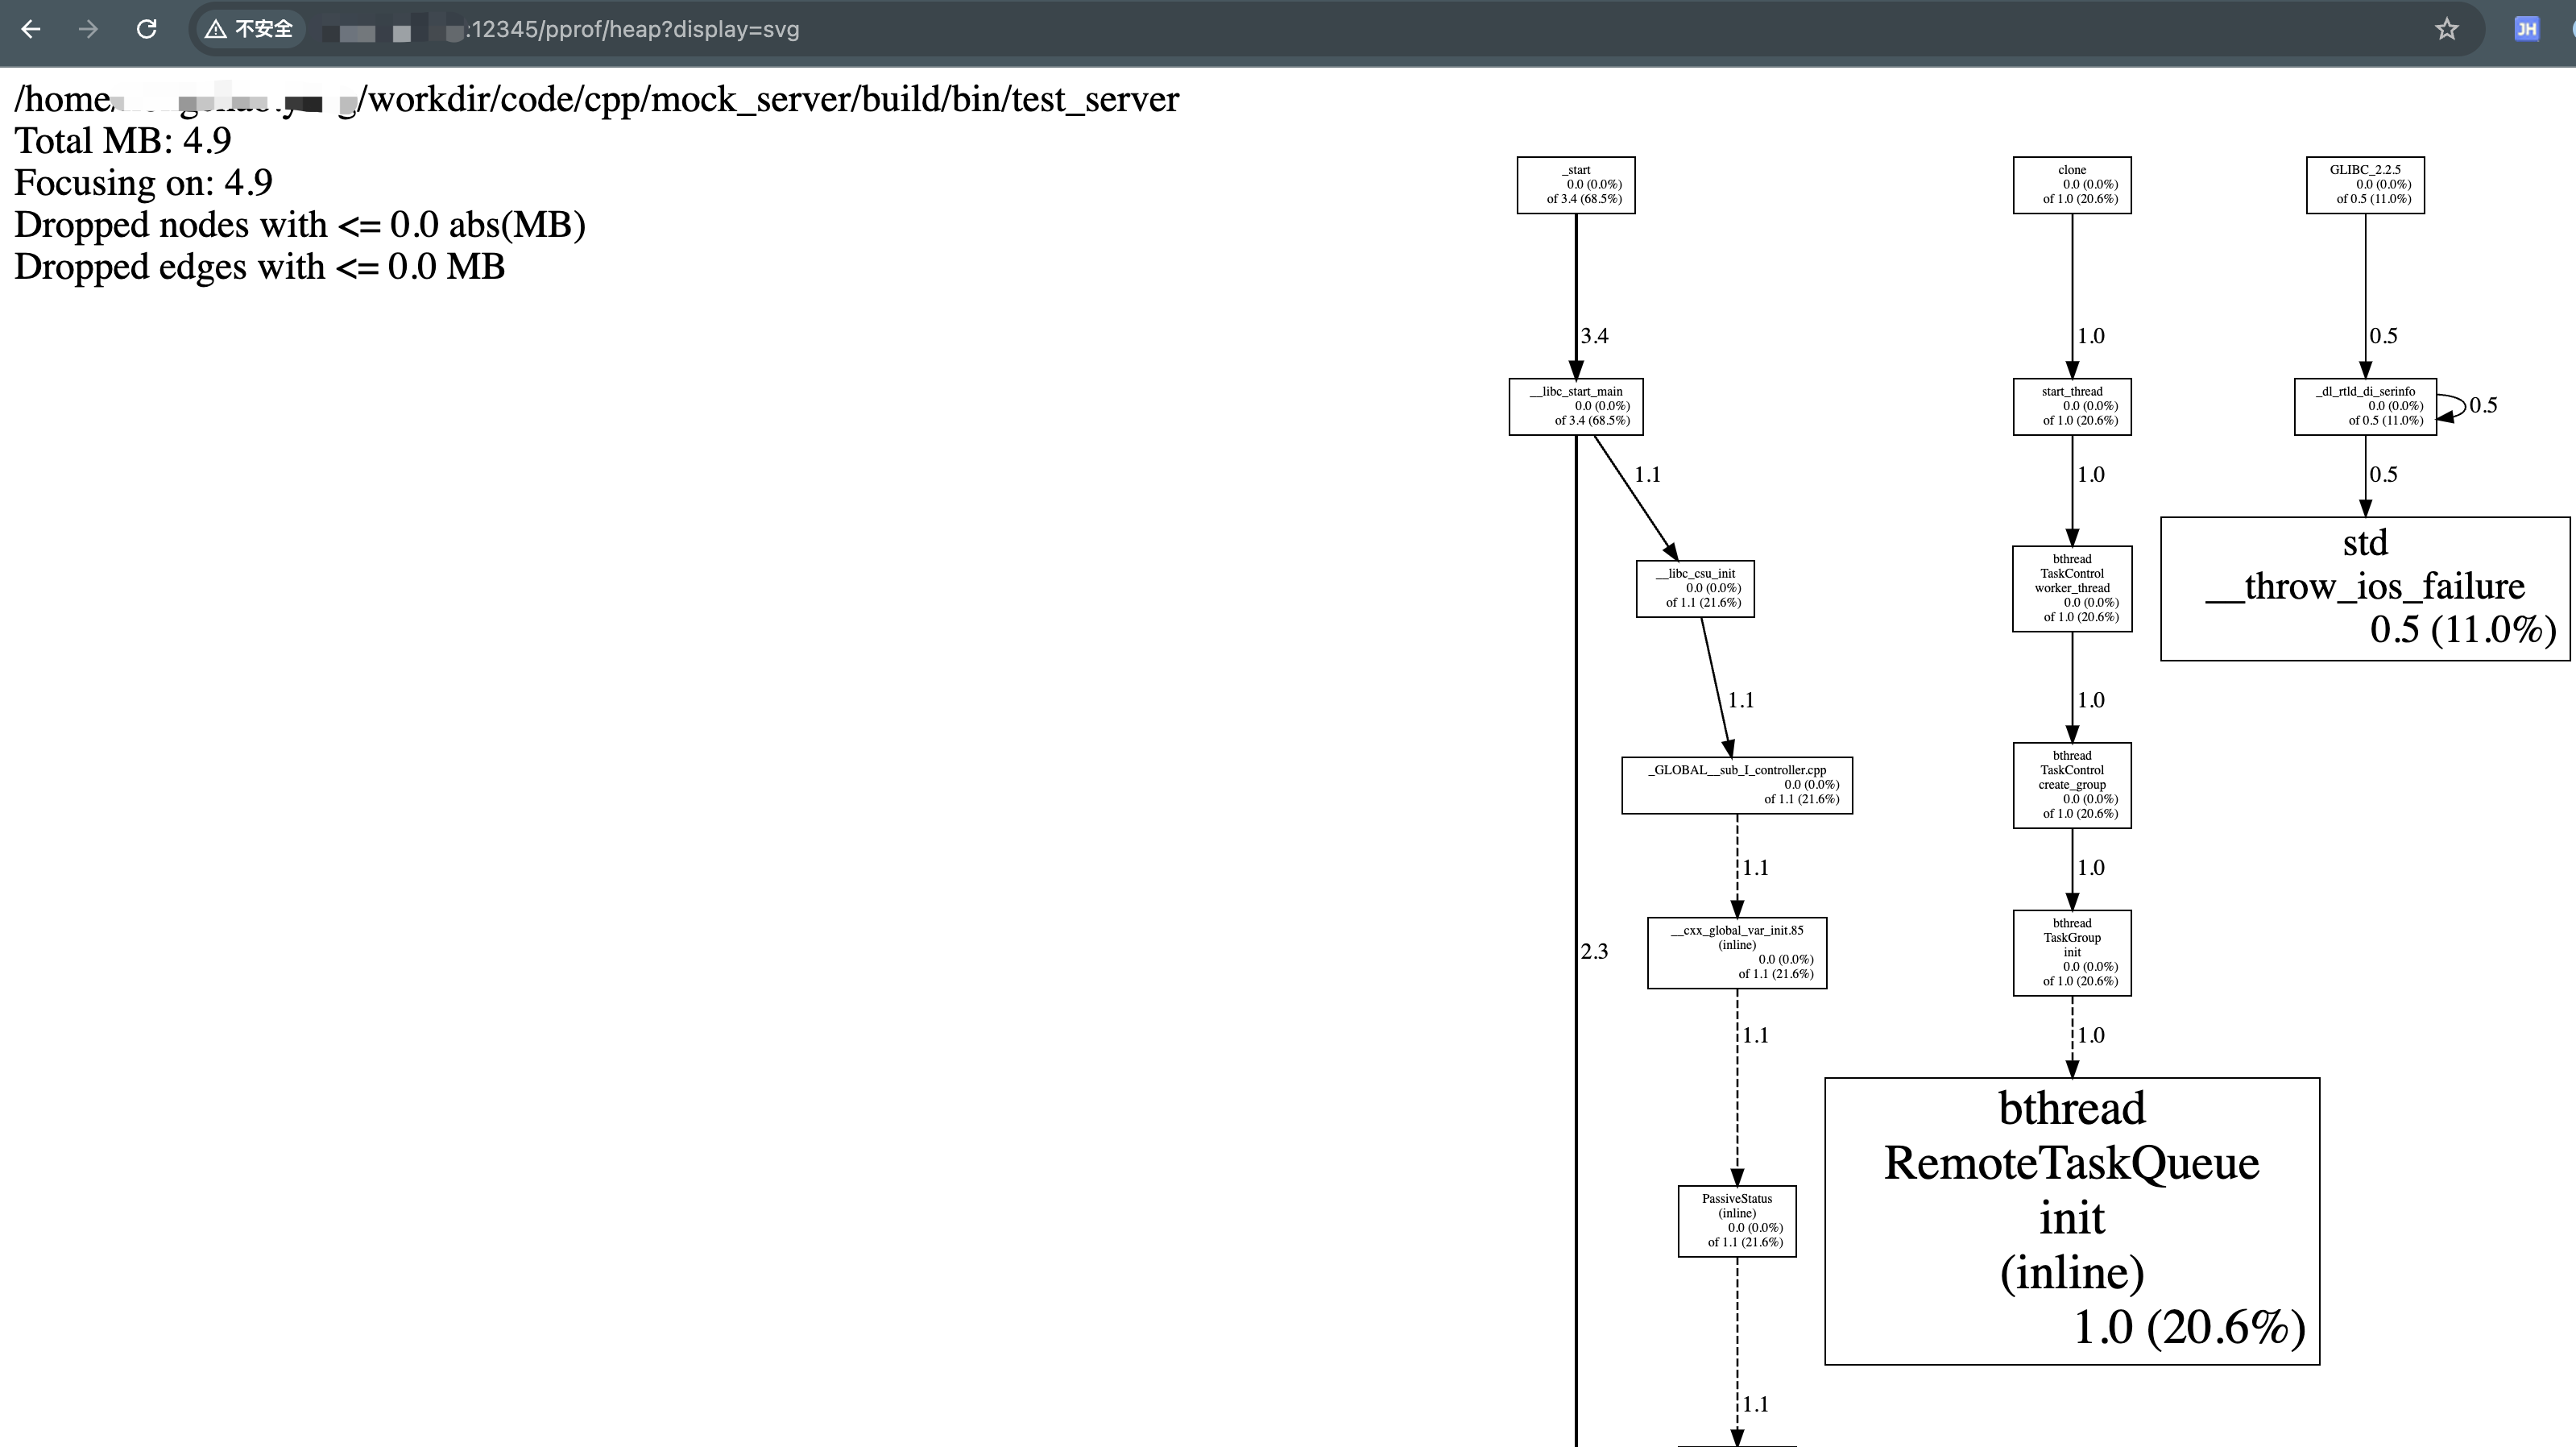 不安全
:12345/pprof/heap?display=svg
JH
/home/
/workdir/code/cpp/mock_server/build/bin/test_server
Total MB: 4.9
Focusing on: 4.9
Dropped nodes with <= 0.0 abs(MB)
Dropped edges with <= 0.0 MB
_start
0.0 (0.0%)
of 3.4 (68.5%)
3.4
__libc_start_main
0.0 (0.0%)
of 3.4 (68.5%)
1.1
2.3
__libc_csu_init
0.0 (0.0%)
of 1.1 (21.6%)
1.1
_GLOBAL__sub_I_controller.cpp
0.0 (0.0%)
of 1.1 (21.6%)
1.1
__cxx_global_var_init.85
(inline)
0.0 (0.0%)
of 1.1 (21.6%)
1.1
PassiveStatus
(inline)
0.0 (0.0%)
of 1.1 (21.6%)
1.1
clone
0.0 (0.0%)
of 1.0 (20.6%)
1.0
start_thread
0.0 (0.0%)
of 1.0 (20.6%)
1.0
bthread
TaskControl
worker_thread
0.0 (0.0%)
of 1.0 (20.6%)
1.0
bthread
TaskControl
create_group
0.0 (0.0%)
of 1.0 (20.6%)
1.0
bthread
TaskGroup
init
0.0 (0.0%)
of 1.0 (20.6%)
1.0
bthread
RemoteTaskQueue
init
(inline)
1.0 (20.6%)
GLIBC_2.2.5
0.0 (0.0%)
of 0.5 (11.0%)
0.5
_dl_rtld_di_serinfo
0.0 (0.0%)
of 0.5 (11.0%)
0.5
0.5
std
__throw_ios_failure
0.5 (11.0%)